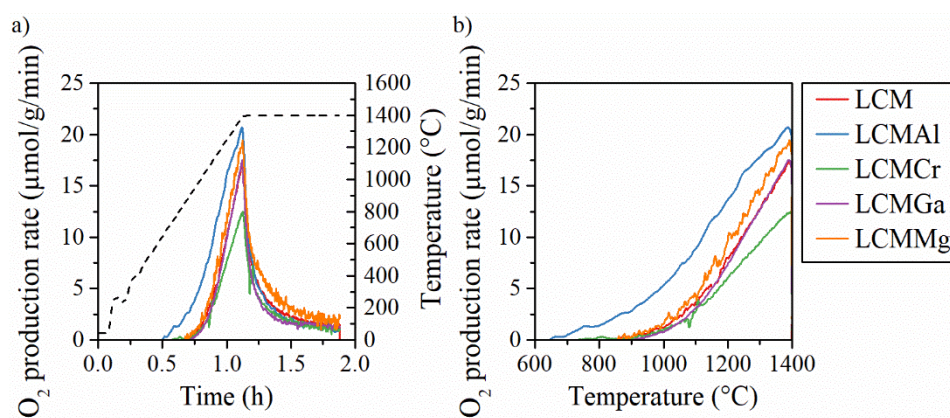 a)
O₂ production rate (μmol/g/min)
25
20
15
10
5
0
0.0 0.5 1.0 1.5 2.0
Time (h)
1600
1400
1200
1000
800
600
400
200
0
Temperature (°C)
b)
O₂ production rate (μmol/g/min)
25
20
15
10
5
0
600 800 1000 1200 1400
Temperature (°C)
LCM
LCMAl
LCMCr
LCMGa
LCMMg